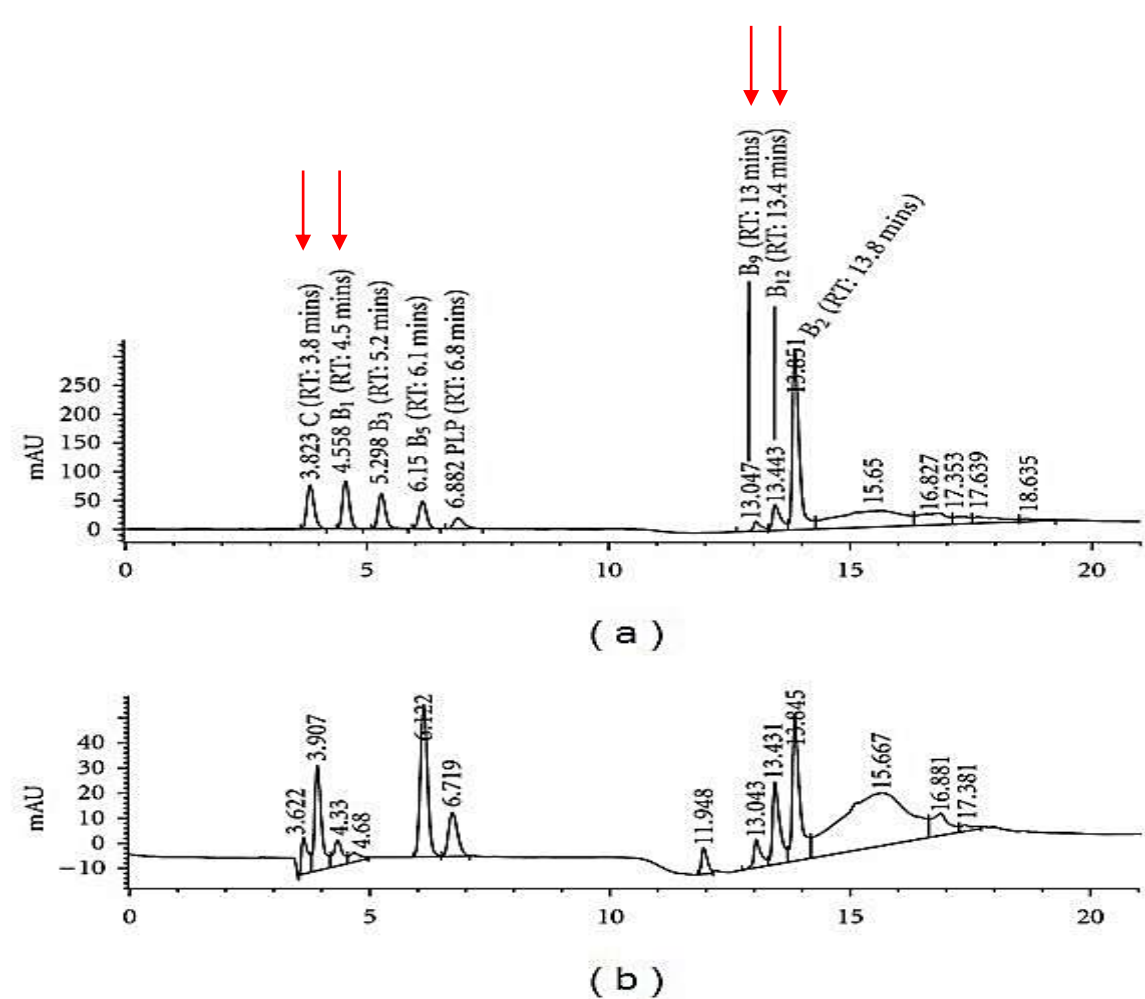 3.823 C (RT: 3.8 mins)
4.558 B₁ (RT: 4.5 mins)
5.298 B₃ (RT: 5.2 mins)
6.15 B₅ (RT: 6.1 mins)
6.882 PLP (RT: 6.8 mins)
B₉ (RT: 13 mins)
13.047
B₁₂ (RT: 13.4 mins)
13.443
13.851 B₂ (RT: 13.8 mins)
15.65
16.827
17.353
17.639
18.635
mAU
250
200
150
100
50
0
0 5 10 15 20
( a )
3.622
3.907
4.33
4.68
6.122
6.719
11.948
13.043
13.431
13.845
15.667
16.881
17.381
mAU
40
30
20
10
0
−10
0 5 10 15 20
( b )